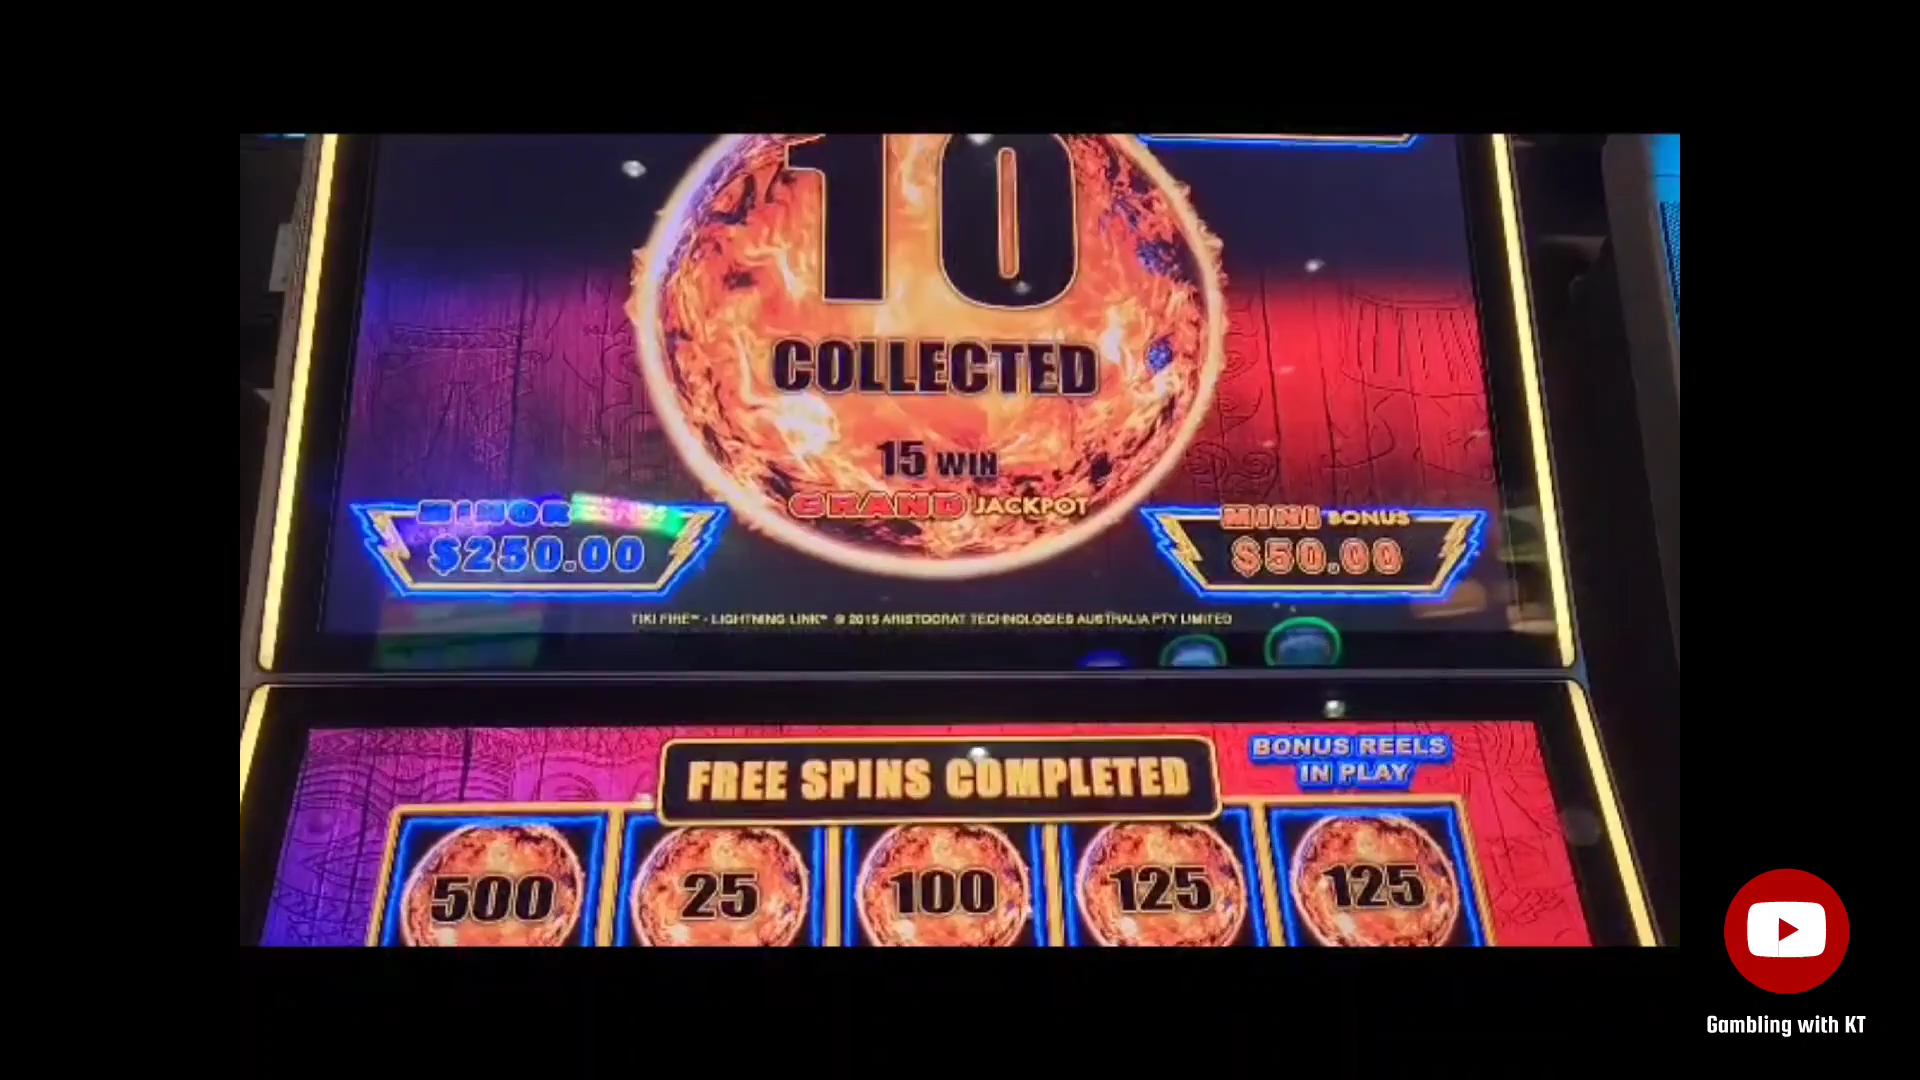 10
COLLECTED
15 WIN
GRAND JACKPOT
MINOR BONUS
$250.00
MINI BONUS
$50.00
TIKI FIRE™ - LIGHTNING LINK™ © 2015 ARISTOCRAT TECHNOLOGIES AUSTRALIA PTY LIMITED
FREE SPINS COMPLETED
BONUS REELS
IN PLAY
500
25
100
125
125
Gambling with KT